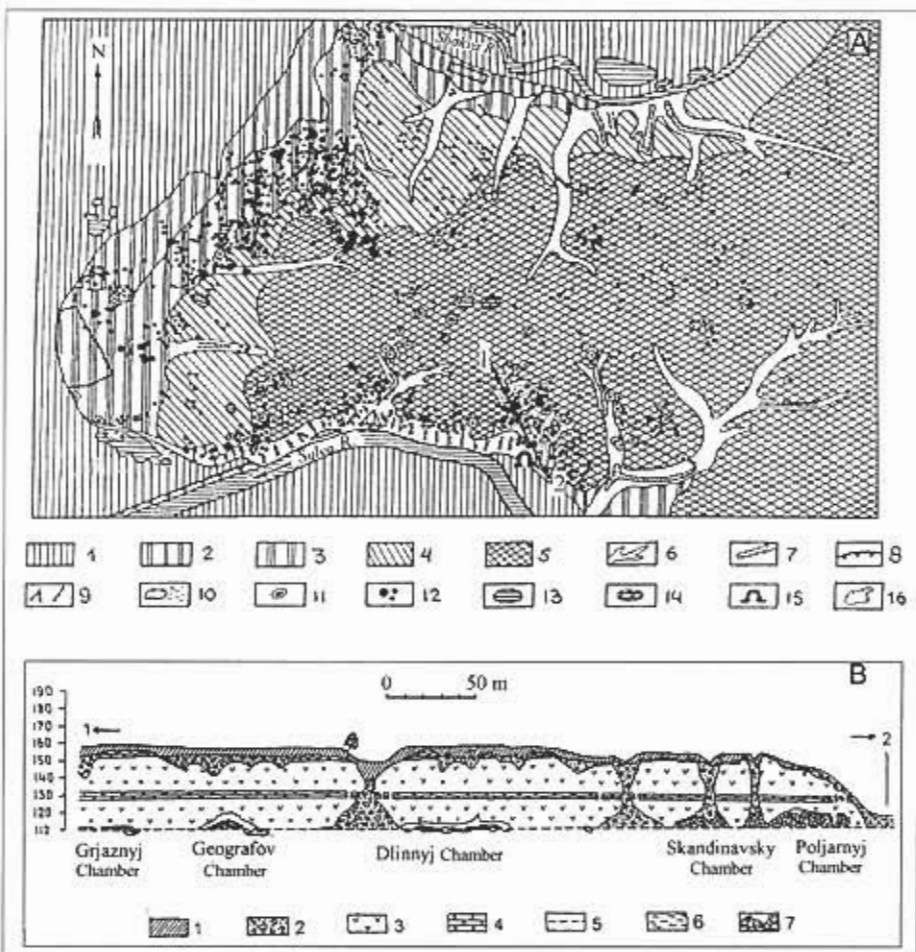 A
N
Sylva R.
1
2
1 2 3 4 5 6 7 8
9 10 11 12 13 14 15 16
B
0 50 m
190
180
170
160
150
140
130
120
110
1
2
Grjaznyj Chamber
Geografov Chamber
Dlinnyj Chamber
Skandinavsky Chamber
Poljarnyj Chamber
1 2 3 4 5 6 7